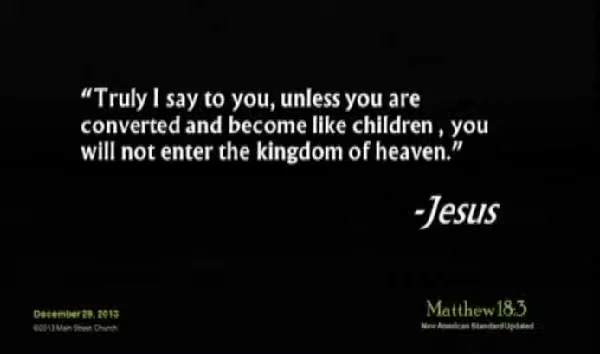 “Truly I say to you, unless you are
converted and become like children , you
will not enter the kingdom of heaven.”
-Jesus
December 29, 2013
©2013 Main Street Church
Matthew 18:3
New American Standard Updated